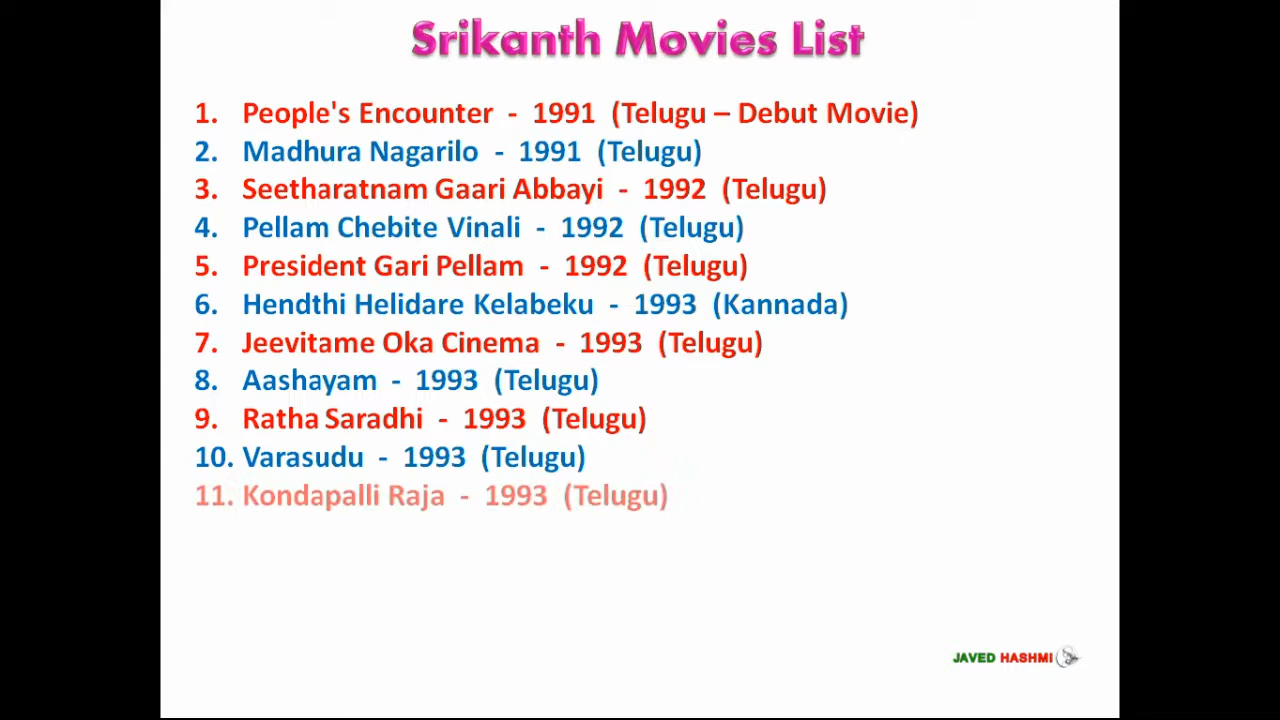 Srikanth Movies List
1. People's Encounter - 1991 (Telugu – Debut Movie)
2. Madhura Nagarilo - 1991 (Telugu)
3. Seetharatnam Gaari Abbayi - 1992 (Telugu)
4. Pellam Chebite Vinali - 1992 (Telugu)
5. President Gari Pellam - 1992 (Telugu)
6. Hendthi Helidare Kelabeku - 1993 (Kannada)
7. Jeevitame Oka Cinema - 1993 (Telugu)
8. Aashayam - 1993 (Telugu)
9. Ratha Saradhi - 1993 (Telugu)
10. Varasudu - 1993 (Telugu)
11. Kondapalli Raja - 1993 (Telugu)
JAVED HASHMI